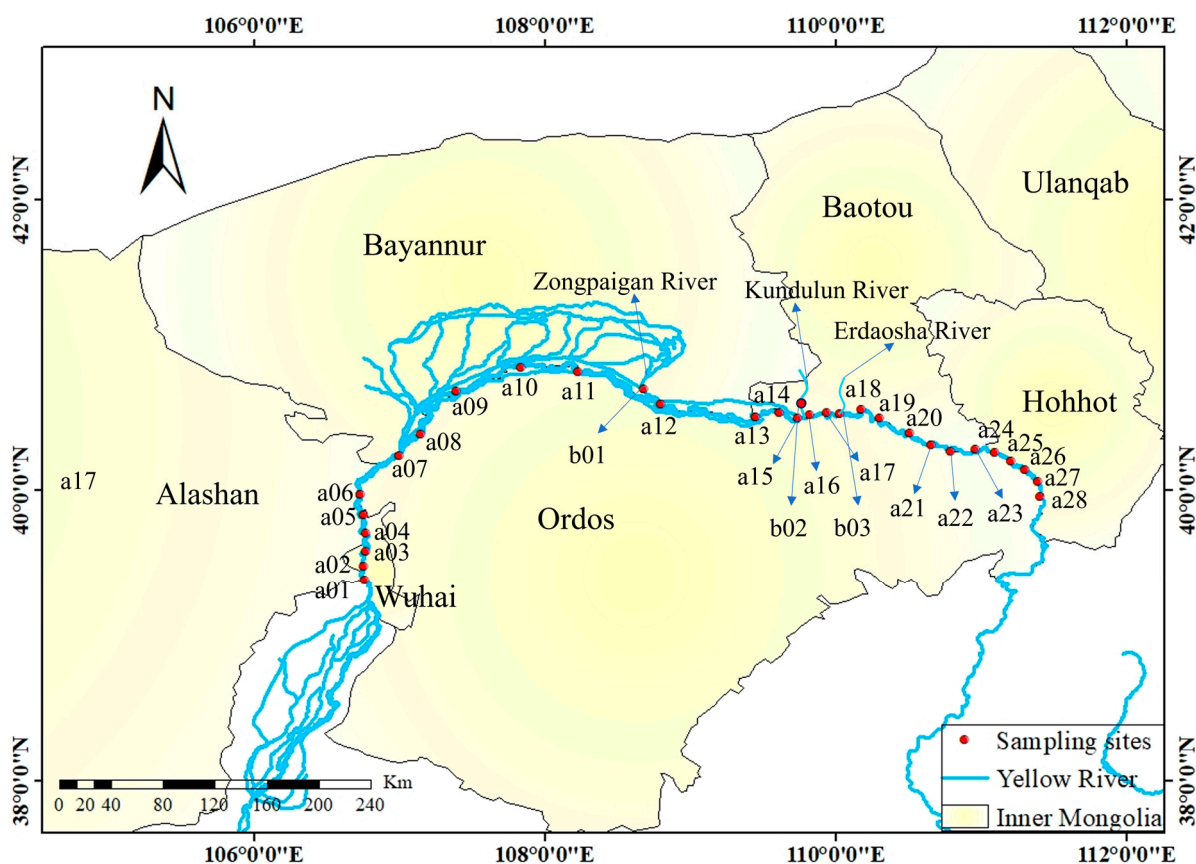 106°0'0"E 108°0'0"E 110°0'0"E 112°0'0"E
N
42°0'0"N
42°0'0"N
Ulanqab
Baotou
Bayannur
Zongpaigan River
Kundulun River
Erdaosha River
a10
a11
a09
a08
a07
b01
a12
a13
a14
a18
a19
a20
Hohhot
a24
a25
a26
a27
a28
a15
a16
a17
b02
b03
a21
a22
a23
40°0'0"N
40°0'0"N
a17
Alashan
a06
a05
a04
a03
a02
a01
Wuhai
Ordos
38°0'0"N
38°0'0"N
Km
0 20 40 80 120 160 200 240
Sampling sites
Yellow River
Inner Mongolia
106°0'0"E 108°0'0"E 110°0'0"E 112°0'0"E